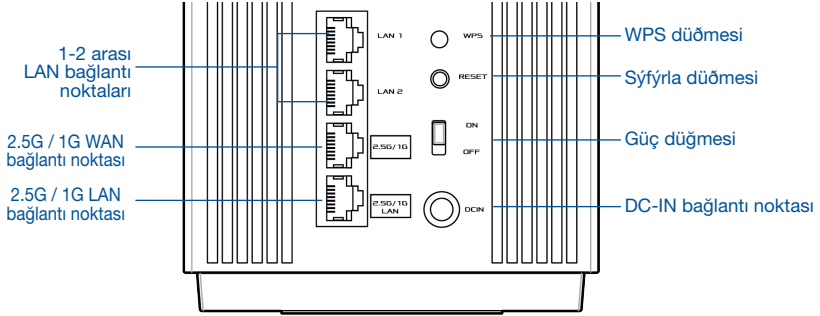 1-2 arası
LAN bağlantı
noktaları
2.5G / 1G WAN
bağlantı noktası
2.5G / 1G LAN
bağlantı noktası
LAN 1
LAN 2
2.5G/1G
2.5G/1G
LAN
WPS
RESET
ON
OFF
DCIN
WPS düðmesi
Sýfýrla düðmesi
Güç düğmesi
DC-IN bağlantı noktası